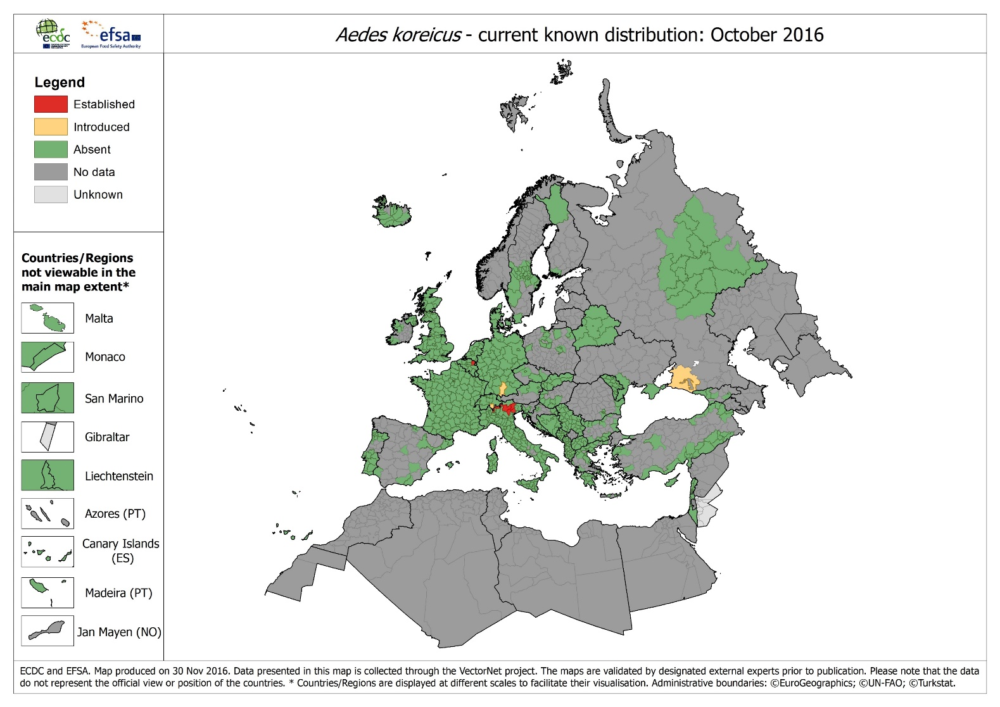 ecdc
efsa
European Food Safety Authority
Aedes koreicus - current known distribution: October 2016
Legend
Established
Introduced
Absent
No data
Unknown
Countries/Regions
not viewable in the
main map extent*
Malta
Monaco
San Marino
Gibraltar
Liechtenstein
Azores (PT)
Canary Islands
(ES)
Madeira (PT)
Jan Mayen (NO)
ECDC and EFSA. Map produced on 30 Nov 2016. Data presented in this map is collected through the VectorNet project. The maps are validated by designated external experts prior to publication. Please note that the data
do not represent the official view or position of the countries. * Countries/Regions are displayed at different scales to facilitate their visualisation. Administrative boundaries: ©EuroGeographics; ©UN-FAO; ©Turkstat.